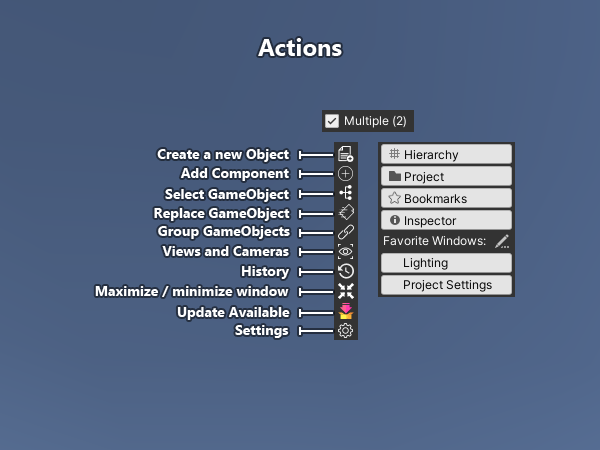 Actions
Multiple (2)
Create a new Object
Add Component
Select GameObject
Replace GameObject
Group GameObjects
Views and Cameras
History
Maximize / minimize window
Update Available
Settings
Hierarchy
Project
Bookmarks
Inspector
Favorite Windows:
Lighting
Project Settings